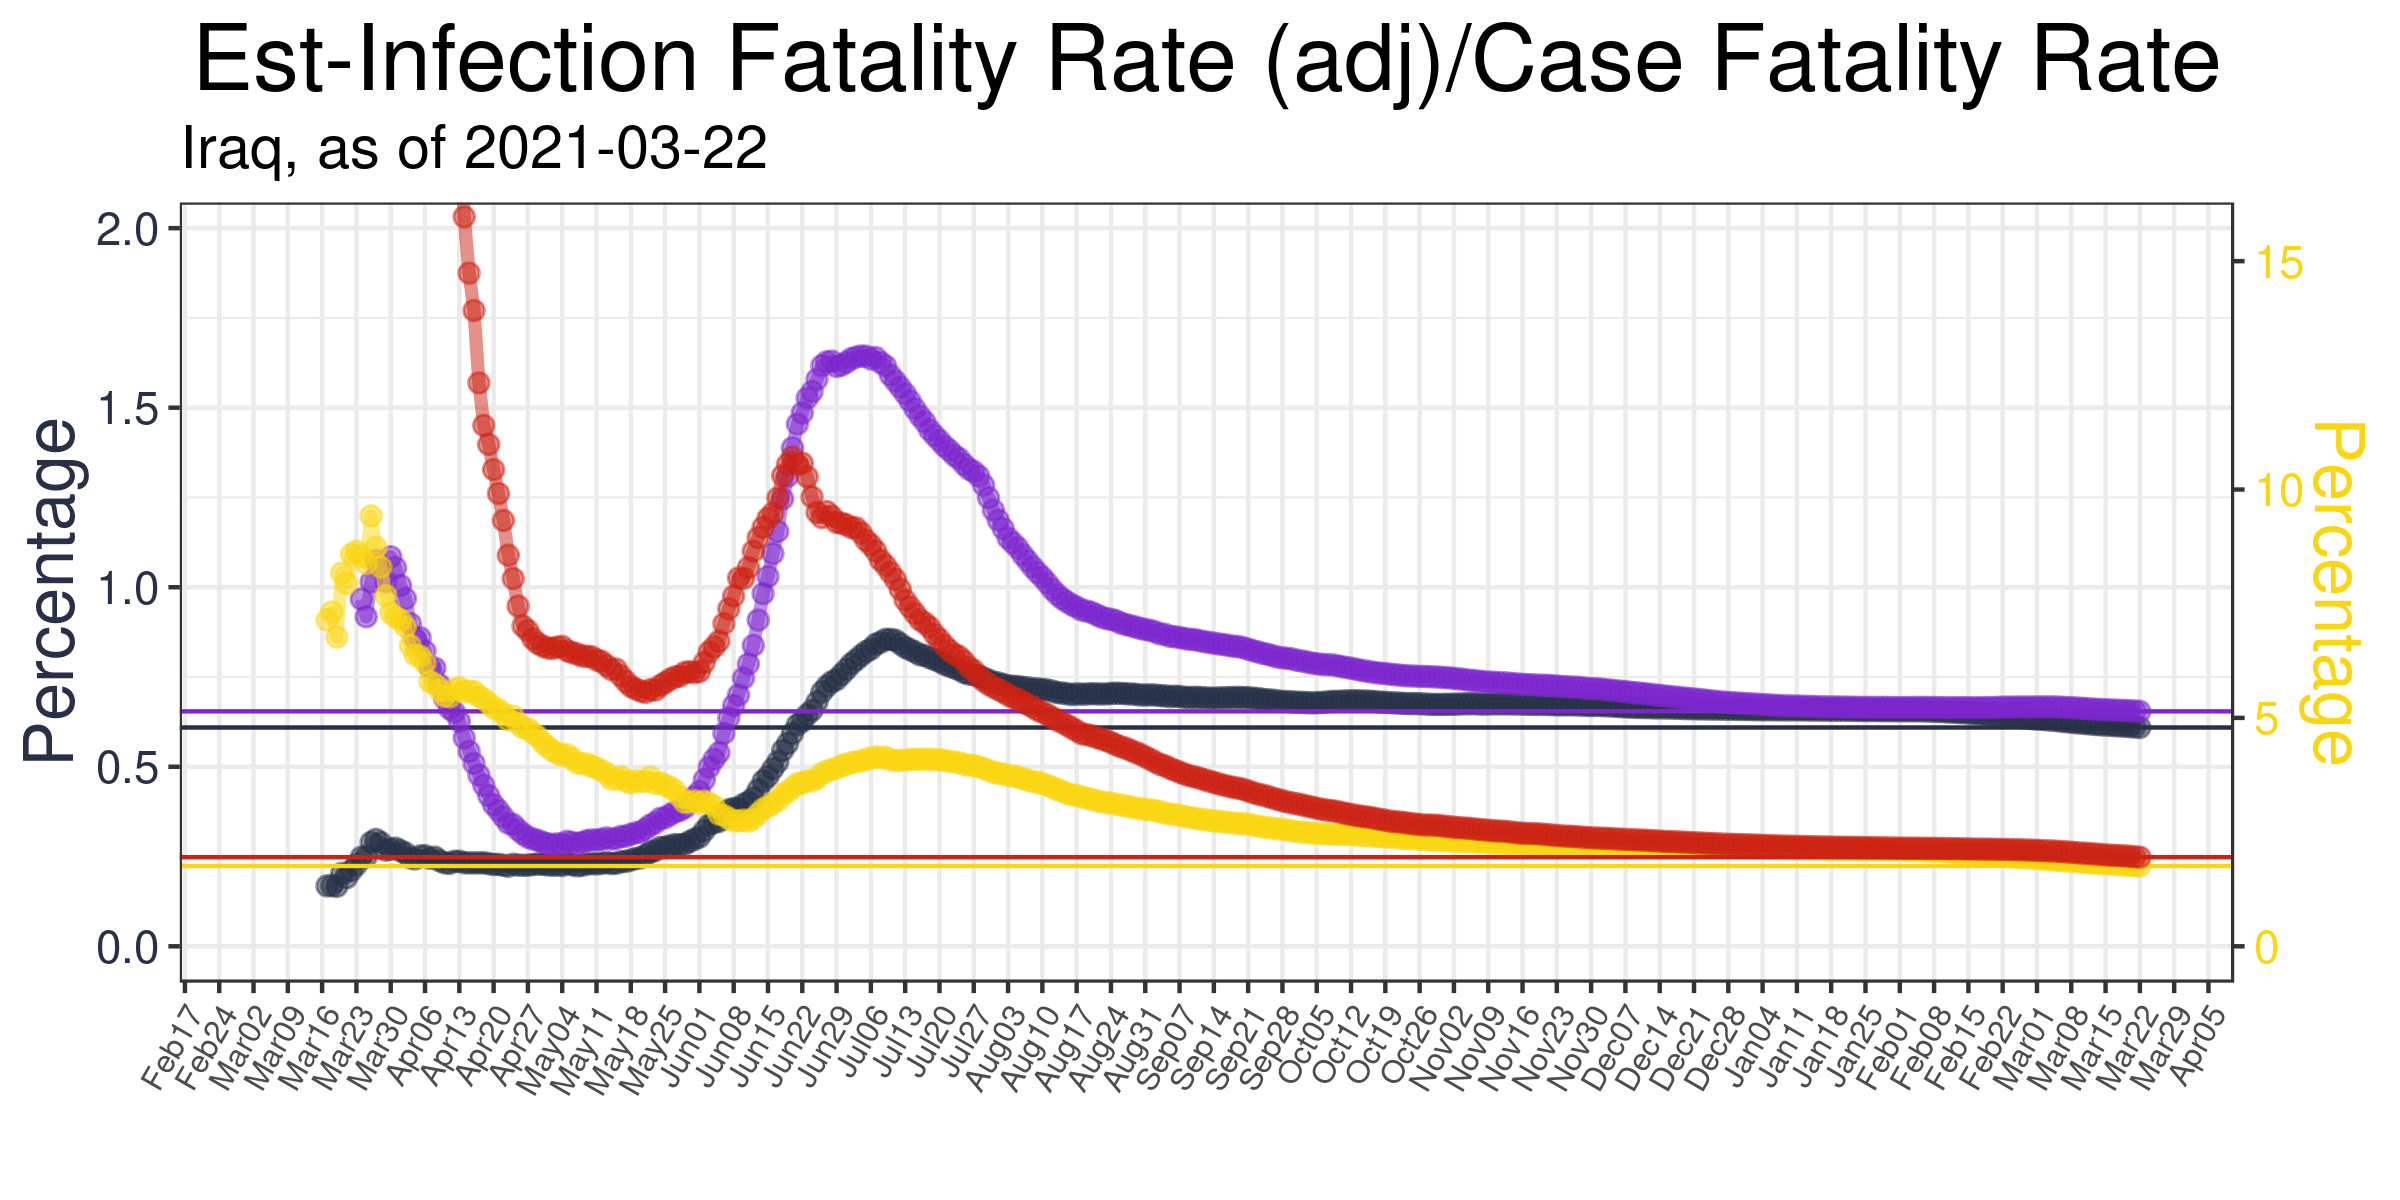 Est-Infection Fatality Rate (adj)/Case Fatality Rate
Iraq, as of 2021-03-22
Percentage
2.0
1.5
1.0
0.5
0.0
15
10
5
0
Percentage
Feb17
Feb24
Mar02
Mar09
Mar16
Mar23
Mar30
Apr06
Apr13
Apr20
Apr27
May04
May11
May18
May25
Jun01
Jun08
Jun15
Jun22
Jun29
Jul06
Jul13
Jul20
Jul27
Aug03
Aug10
Aug17
Aug24
Aug31
Sep07
Sep14
Sep21
Sep28
Oct05
Oct12
Oct19
Oct26
Nov02
Nov09
Nov16
Nov23
Nov30
Dec07
Dec14
Dec21
Dec28
Jan04
Jan11
Jan18
Jan25
Feb01
Feb08
Feb15
Feb22
Mar01
Mar08
Mar15
Mar22
Mar29
Apr05